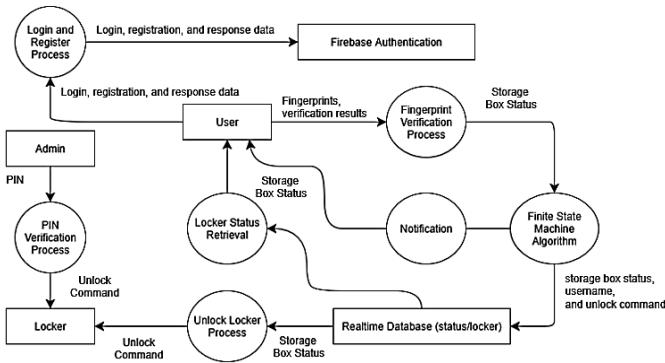 Login and
Register
Process
Login, registration, and response data
Firebase Authentication
Login, registration, and response data
User
Fingerprints,
verification results
Fingerprint
Verification
Process
Storage
Box Status
Admin
PIN
PIN
Verification
Process
Storage
Box Status
Locker Status
Retrieval
Notification
Finite State
Machine
Algorithm
Unlock
Command
storage box status,
username,
and unlock command
Locker
Unlock
Command
Unlock Locker
Process
Storage
Box Status
Realtime Database (status/locker)